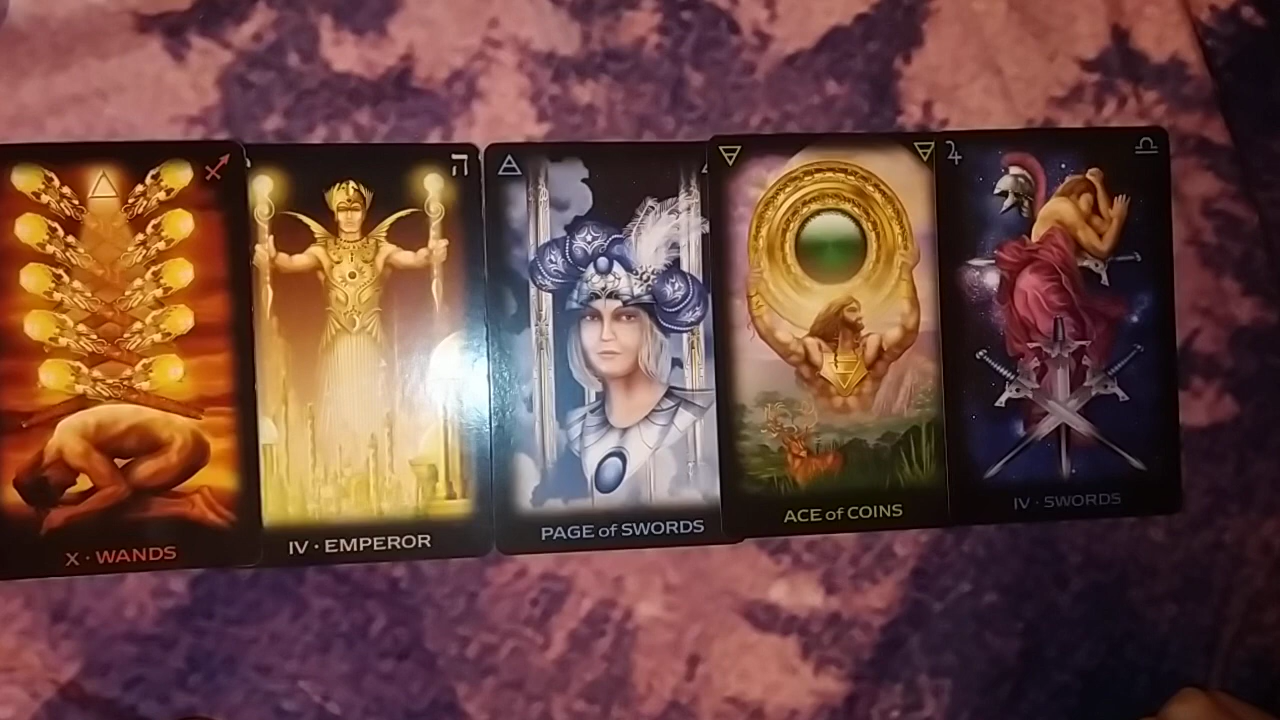 ה
X · WANDS
IV · EMPEROR
PAGE of SWORDS
ACE of COINS
IV · SWORDS